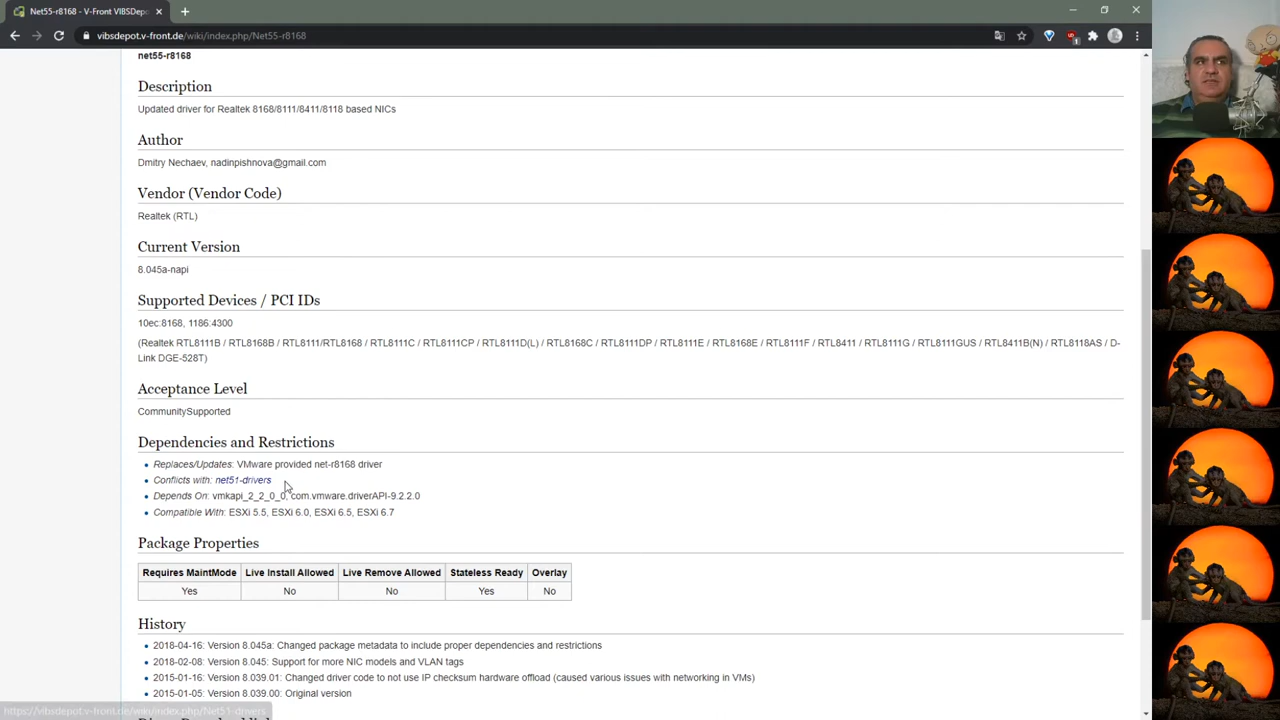 Net55-r8168 - V-Front VIBSDepo
vibsdepot.v-front.de/wiki/index.php/Net55-r8168
net55-r8168
Description
Updated driver for Realtek 8168/8111/8411/8118 based NICs
Author
Dmitry Nechaev, nadinpishnova@gmail.com
Vendor (Vendor Code)
Realtek (RTL)
Current Version
8.045a-napi
Supported Devices / PCI IDs
10ec:8168, 1186:4300
(Realtek RTL8111B / RTL8168B / RTL8111/RTL8168 / RTL8111C / RTL8111CP / RTL8111D(L) / RTL8168C / RTL8111DP / RTL8111E / RTL8168E / RTL8111F / RTL8411 / RTL8111G / RTL8111GUS / RTL8411B(N) / RTL8118AS / D-
Link DGE-528T)
Acceptance Level
CommunitySupported
Dependencies and Restrictions
Replaces/Updates: VMware provided net-r8168 driver
Conflicts with: net51-drivers
Depends On: vmkapi_2_2_0_0, com.vmware.driverAPI-9.2.2.0
Compatible With: ESXi 5.5, ESXi 6.0, ESXi 6.5, ESXi 6.7
Package Properties
Requires MaintMode Live Install Allowed Live Remove Allowed Stateless Ready Overlay
Yes No No Yes No
History
2018-04-16: Version 8.045a: Changed package metadata to include proper dependencies and restrictions
2018-02-08: Version 8.045: Support for more NIC models and VLAN tags
2015-01-16: Version 8.039.01: Changed driver code to not use IP checksum hardware offload (caused various issues with networking in VMs)
2015-01-05: Version 8.039.00: Original version
https://vibsdepot.v-front.de/wiki/index.php/Net51-drivers